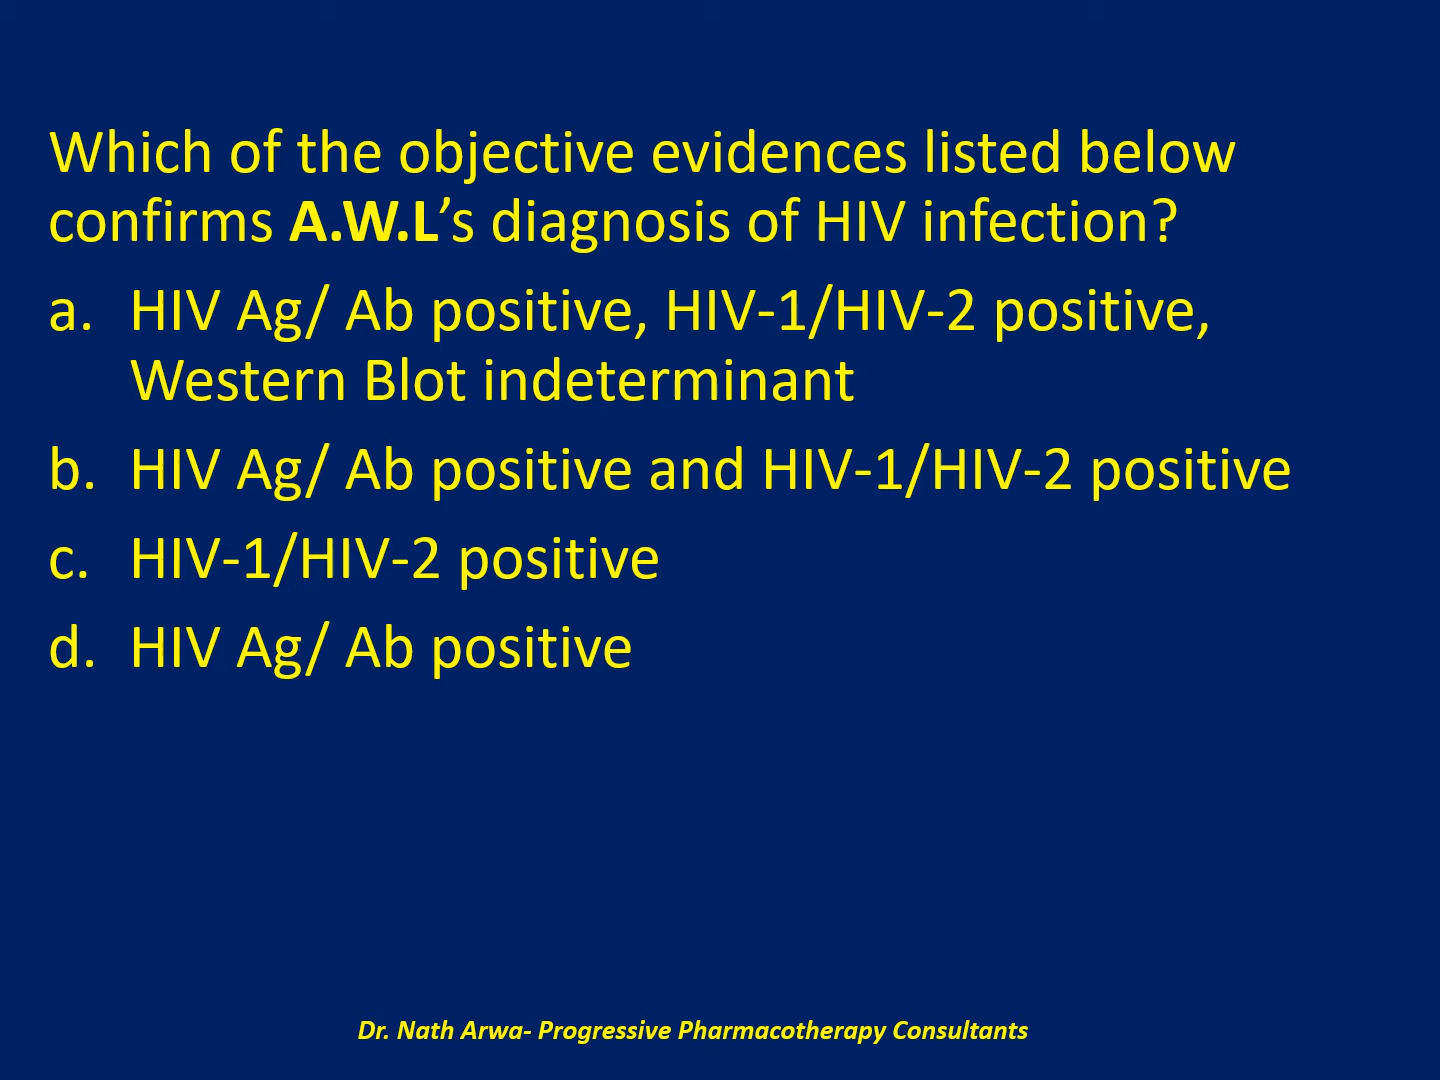 Which of the objective evidences listed below
confirms A.W.L’s diagnosis of HIV infection?
a. HIV Ag/ Ab positive, HIV-1/HIV-2 positive,
Western Blot indeterminant
b. HIV Ag/ Ab positive and HIV-1/HIV-2 positive
c. HIV-1/HIV-2 positive
d. HIV Ag/ Ab positive
Dr. Nath Arwa- Progressive Pharmacotherapy Consultants